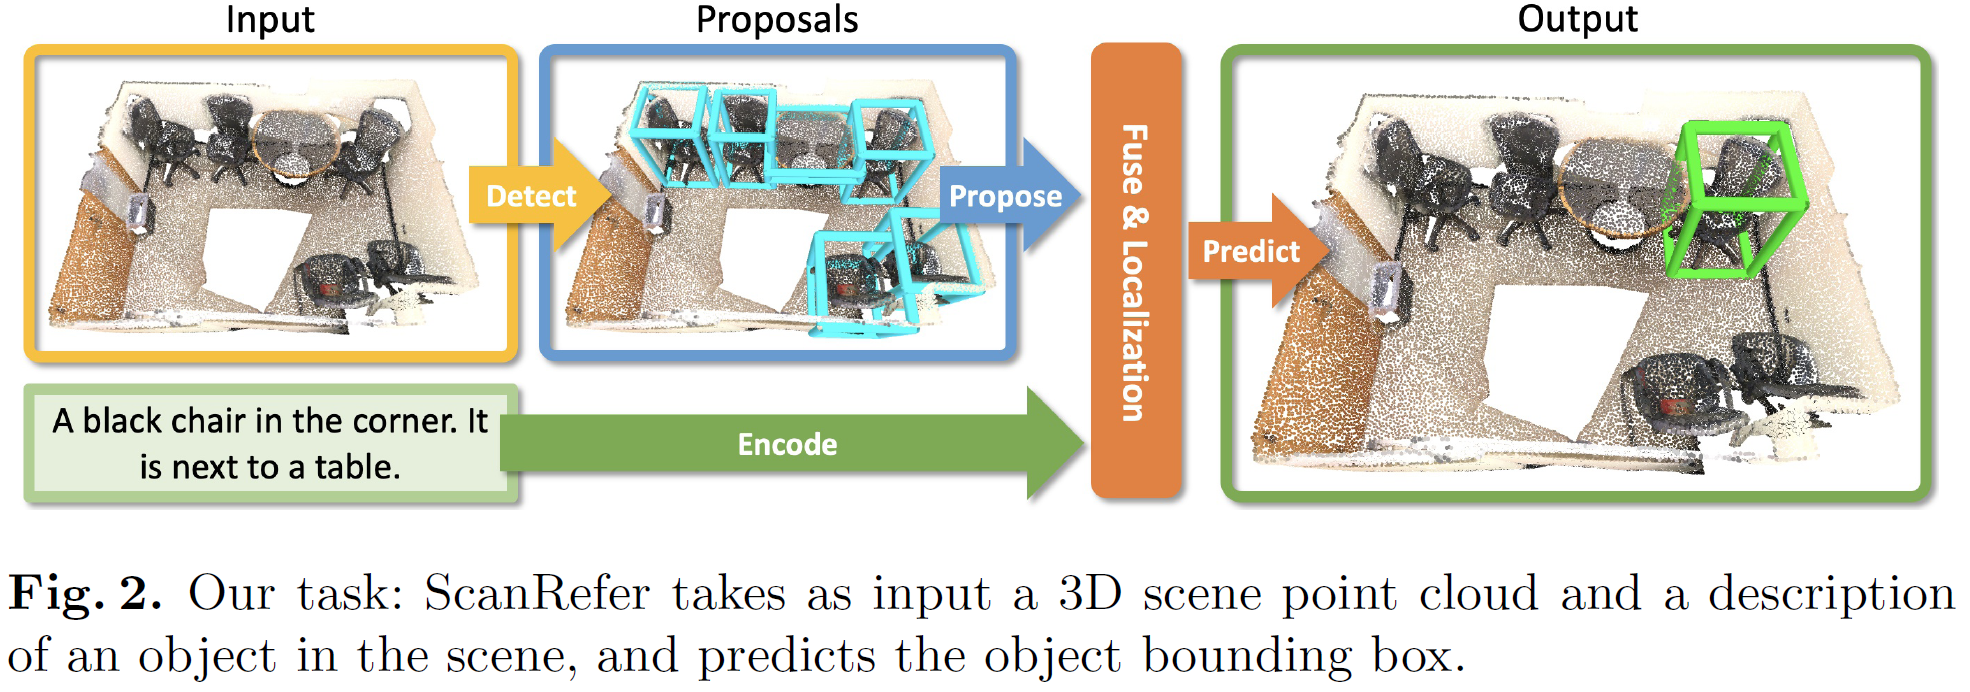 Input
Proposals
Output
Detect
Propose
Fuse & Localization
Predict
A black chair in the corner. It
is next to a table.
Encode
Fig. 2. Our task: ScanRefer takes as input a 3D scene point cloud and a description
of an object in the scene, and predicts the object bounding box.